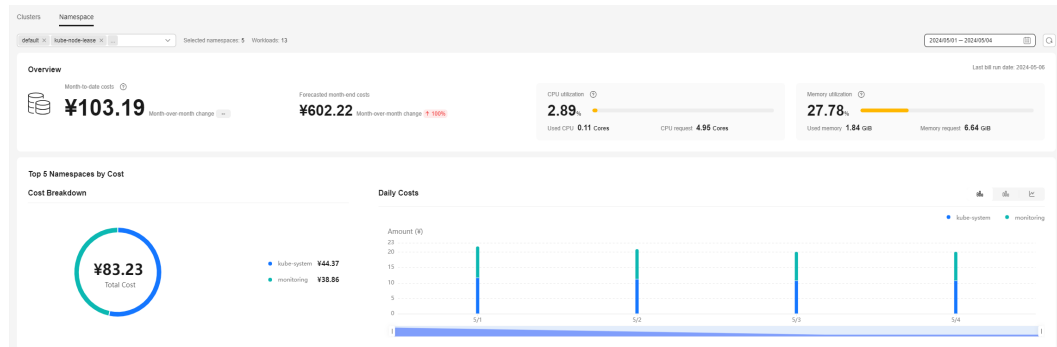 Clusters Namespace
default × kube-node-lease × ... Selected namespaces: 5 Workloads: 13 2024/05/01 – 2024/05/04
Overview Last bill run date: 2024-05-06
Month-to-date costs ?
¥103.19 Month-over-month change --
Forecasted month-end costs
¥602.22 Month-over-month change ↑ 100%
CPU utilization ?
2.89%
Used CPU 0.11 Cores CPU request 4.95 Cores
Memory utilization ?
27.78%
Used memory 1.84 GiB Memory request 6.64 GiB
Top 5 Namespaces by Cost
Cost Breakdown
¥83.23
Total Cost
kube-system ¥44.37
monitoring ¥38.86
Daily Costs
kube-system monitoring
Amount (¥)
23
20
15
10
5
0
5/1 5/2 5/3 5/4